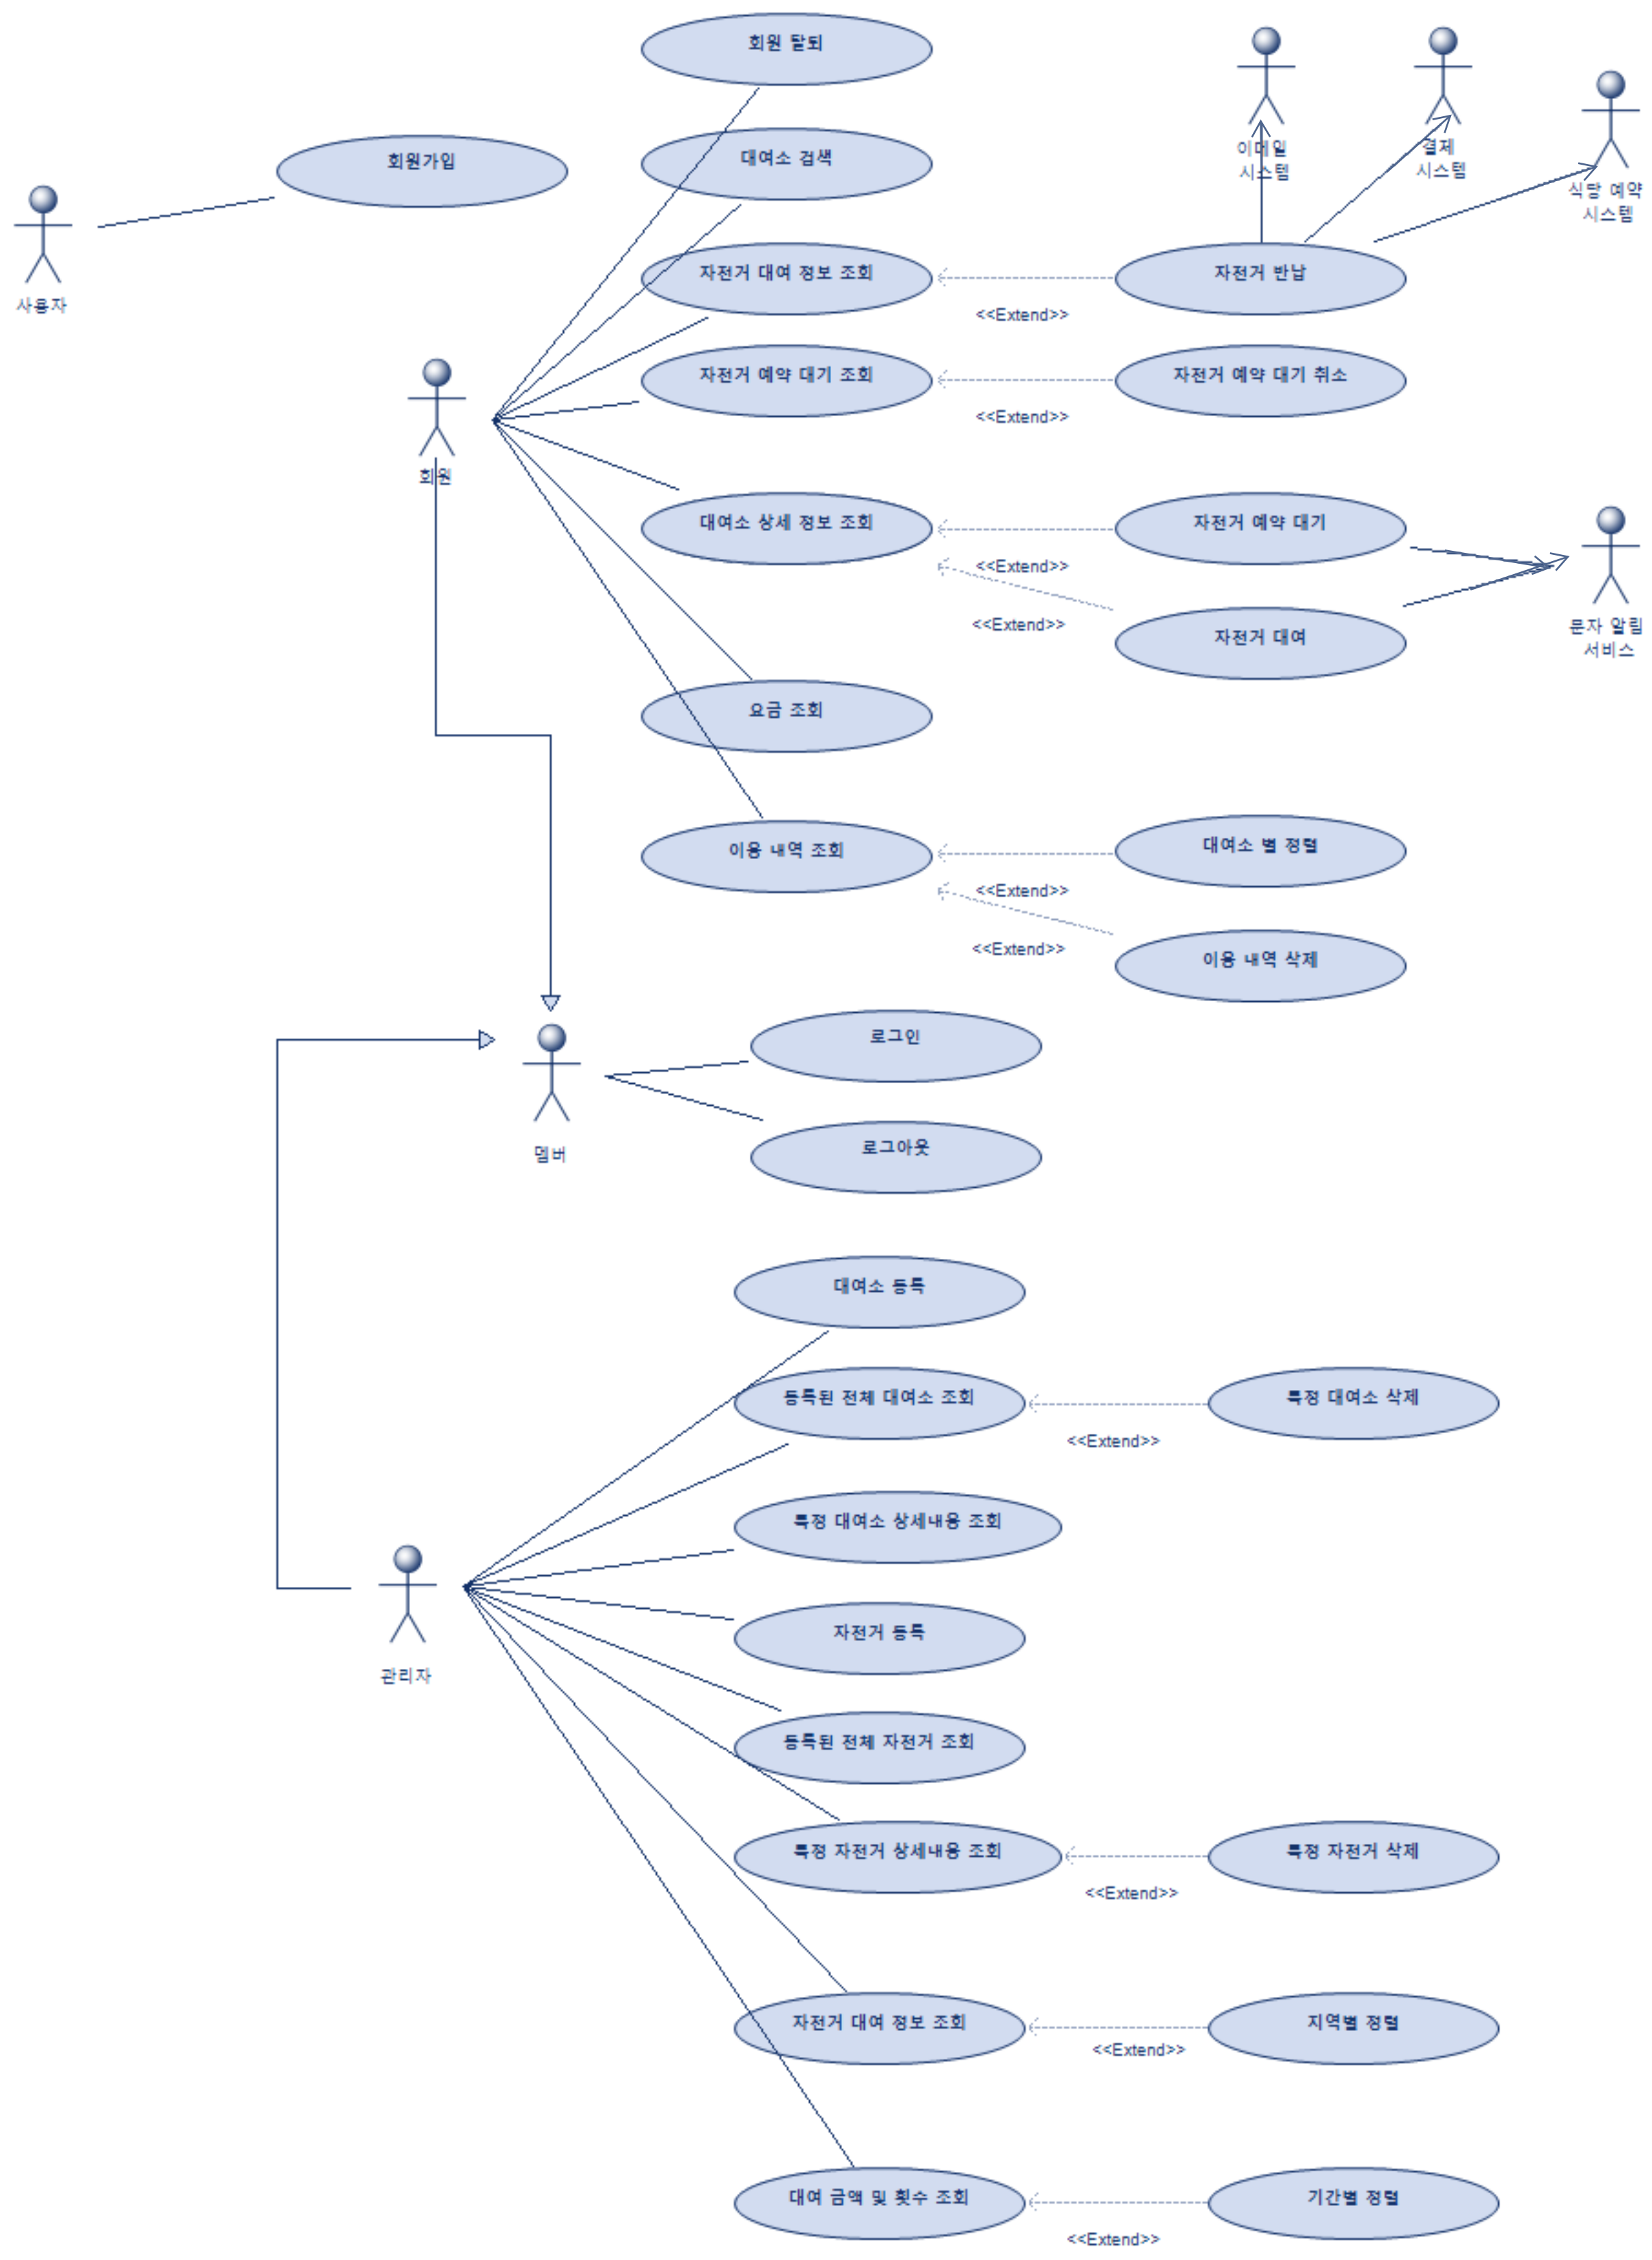 회원 탈퇴
대여소 검색
회원가입
이메일
시스템
결제
시스템
식당 예약
시스템
사용자
자전거 대여 정보 조회
<<Extend>>
자전거 반납
자전거 예약 대기 조회
<<Extend>>
자전거 예약 대기 취소
회원
대여소 상세 정보 조회
<<Extend>>
자전거 예약 대기
<<Extend>>
자전거 대여
문자 알림
서비스
요금 조회
이용 내역 조회
<<Extend>>
대여소 별 정렬
<<Extend>>
이용 내역 삭제
로그인
로그아웃
멤버
대여소 등록
등록된 전체 대여소 조회
<<Extend>>
특정 대여소 삭제
특정 대여소 상세내용 조회
자전거 등록
관리자
등록된 전체 자전거 조회
특정 자전거 상세내용 조회
<<Extend>>
특정 자전거 삭제
자전거 대여 정보 조회
<<Extend>>
지역별 정렬
대여 금액 및 횟수 조회
<<Extend>>
기간별 정렬